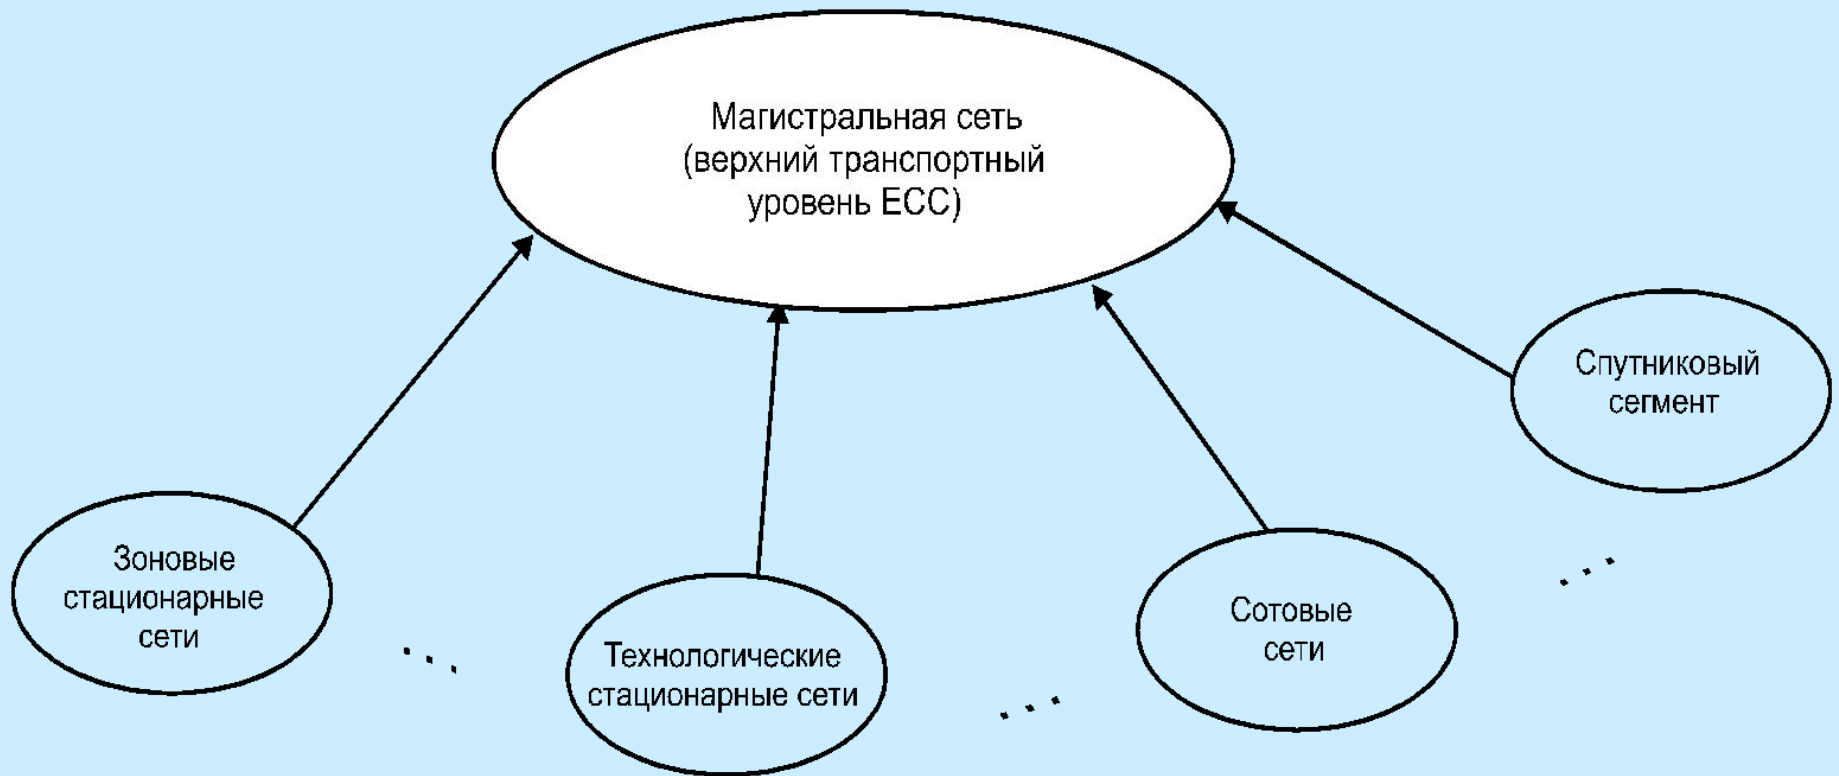 Магистральная сеть
(верхний транспортный
уровень ЕСС)
Спутниковый
сегмент
Зоновые
стационарные
сети
. . .
Технологические
стационарные сети
. . .
Сотовые
сети
. . .